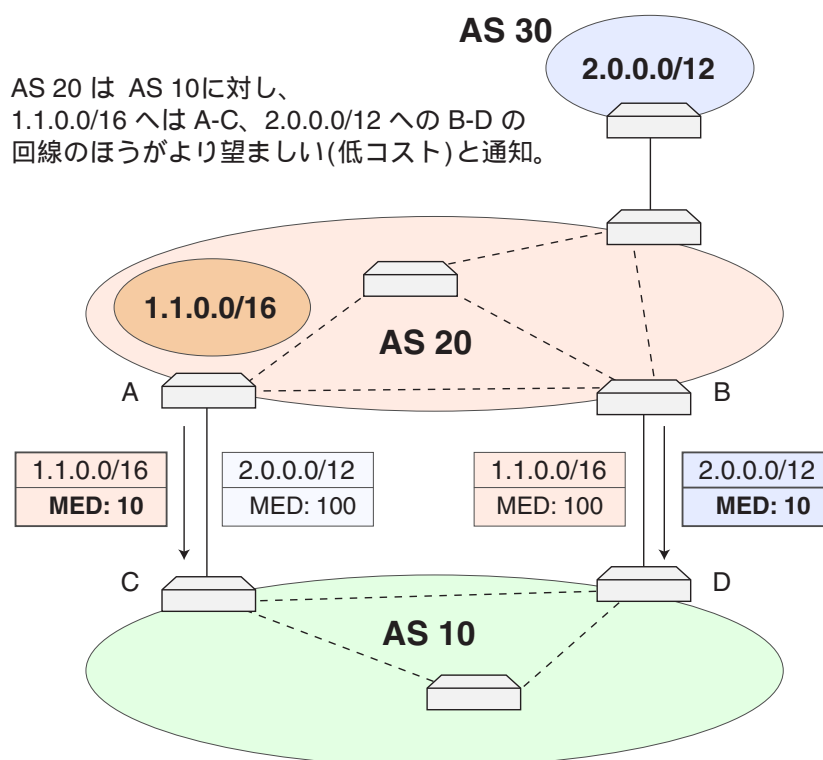 AS 30
2.0.0.0/12
AS 20 は AS 10に対し、
1.1.0.0/16 へは A-C、2.0.0.0/12 への B-D の
回線のほうがより望ましい(低コスト)と通知。
1.1.0.0/16
AS 20
A
B
1.1.0.0/16
MED: 10
2.0.0.0/12
MED: 100
1.1.0.0/16
MED: 100
2.0.0.0/12
MED: 10
C
D
AS 10